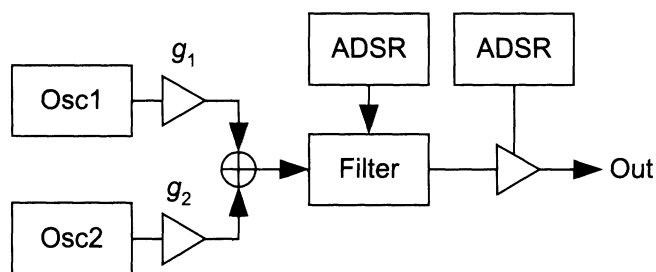 ADSR
ADSR
g1
Osc1
Filter
Out
g2
Osc2